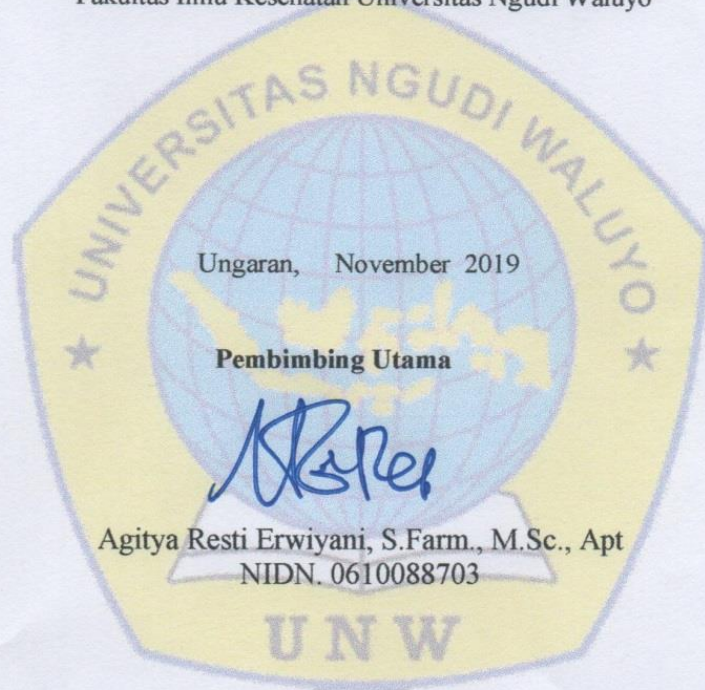 Fakultas Ilmu Kesehatan Universitas Ngudi Waluyo
UNIVERSITAS NGUDI WALUYO
Ungaran, November 2019
Pembimbing Utama
Agitya Resti Erwiyani, S.Farm., M.Sc., Apt
NIDN. 0610088703
UNW